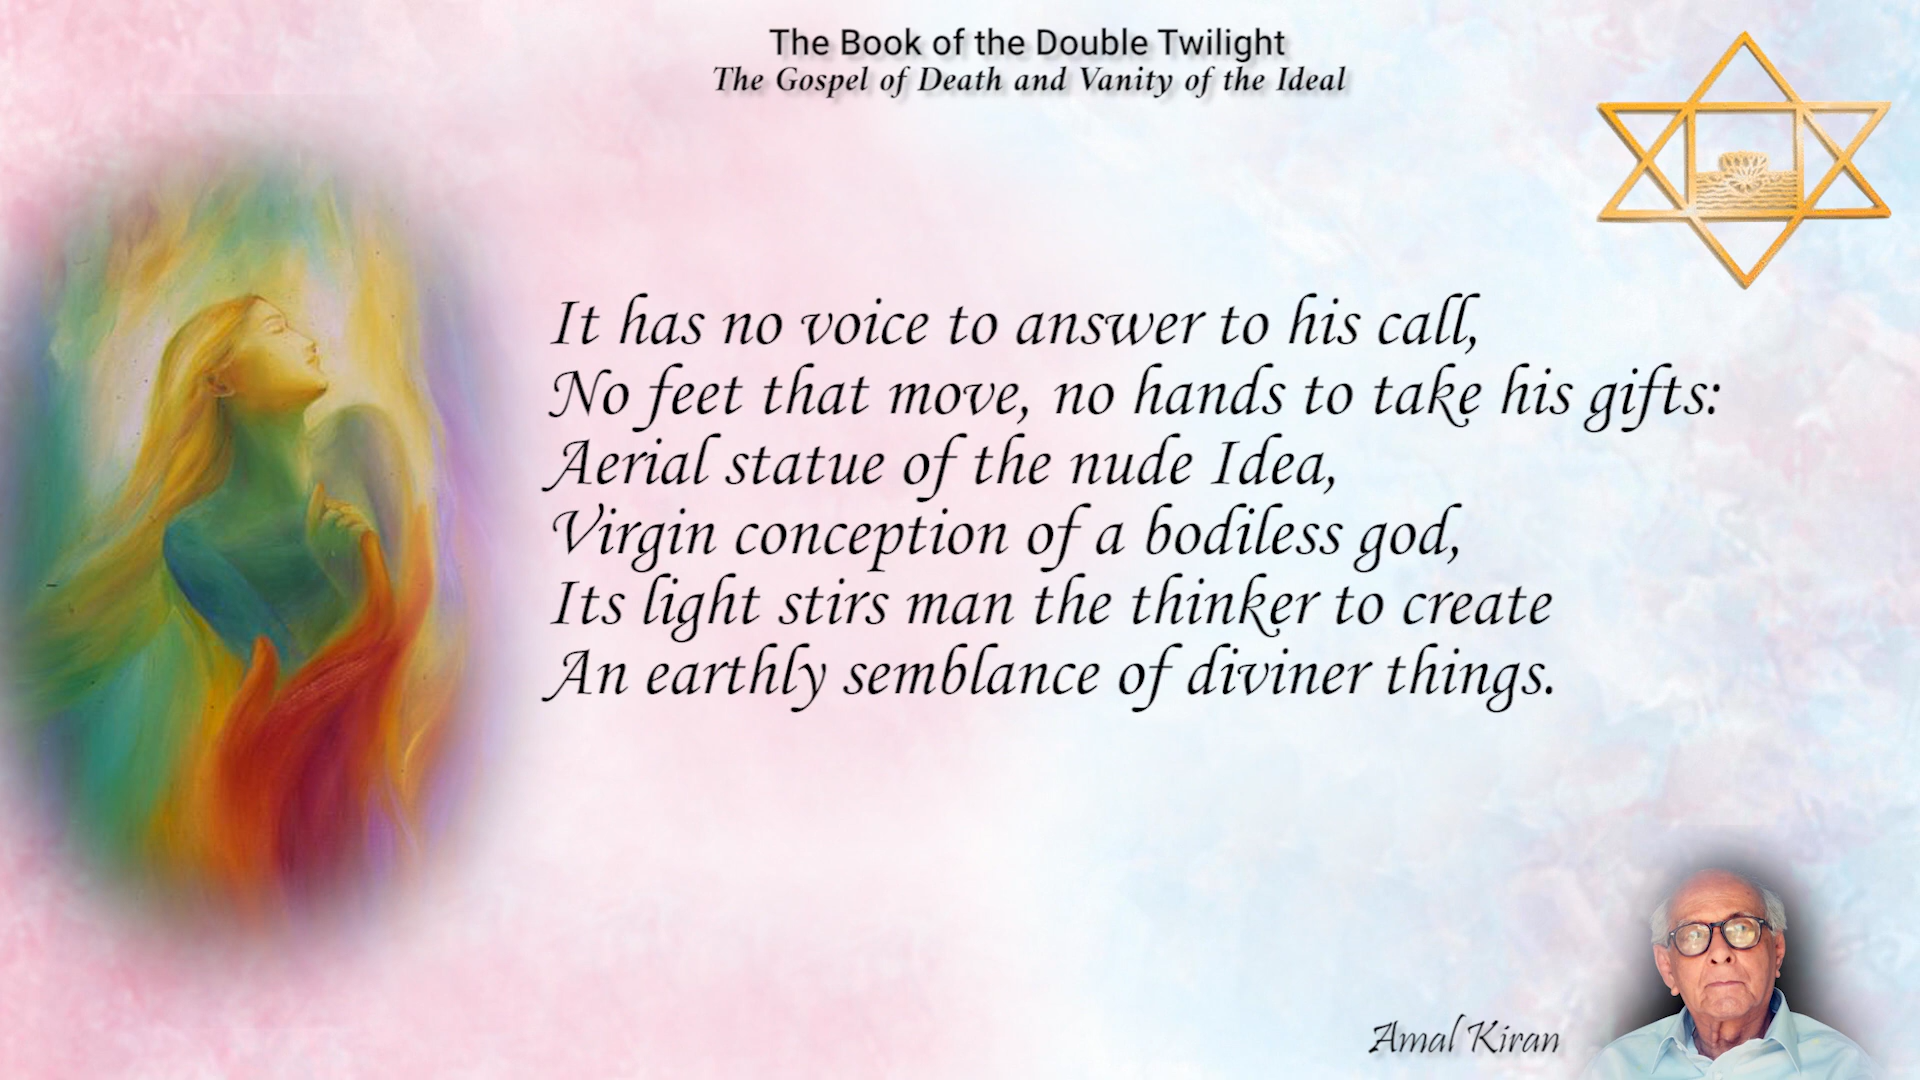 The Book of the Double Twilight
The Gospel of Death and Vanity of the Ideal
It has no voice to answer to his call,
No feet that move, no hands to take his gifts:
Aerial statue of the nude Idea,
Virgin conception of a bodiless god,
Its light stirs man the thinker to create
An earthly semblance of diviner things.
Amal Kiran